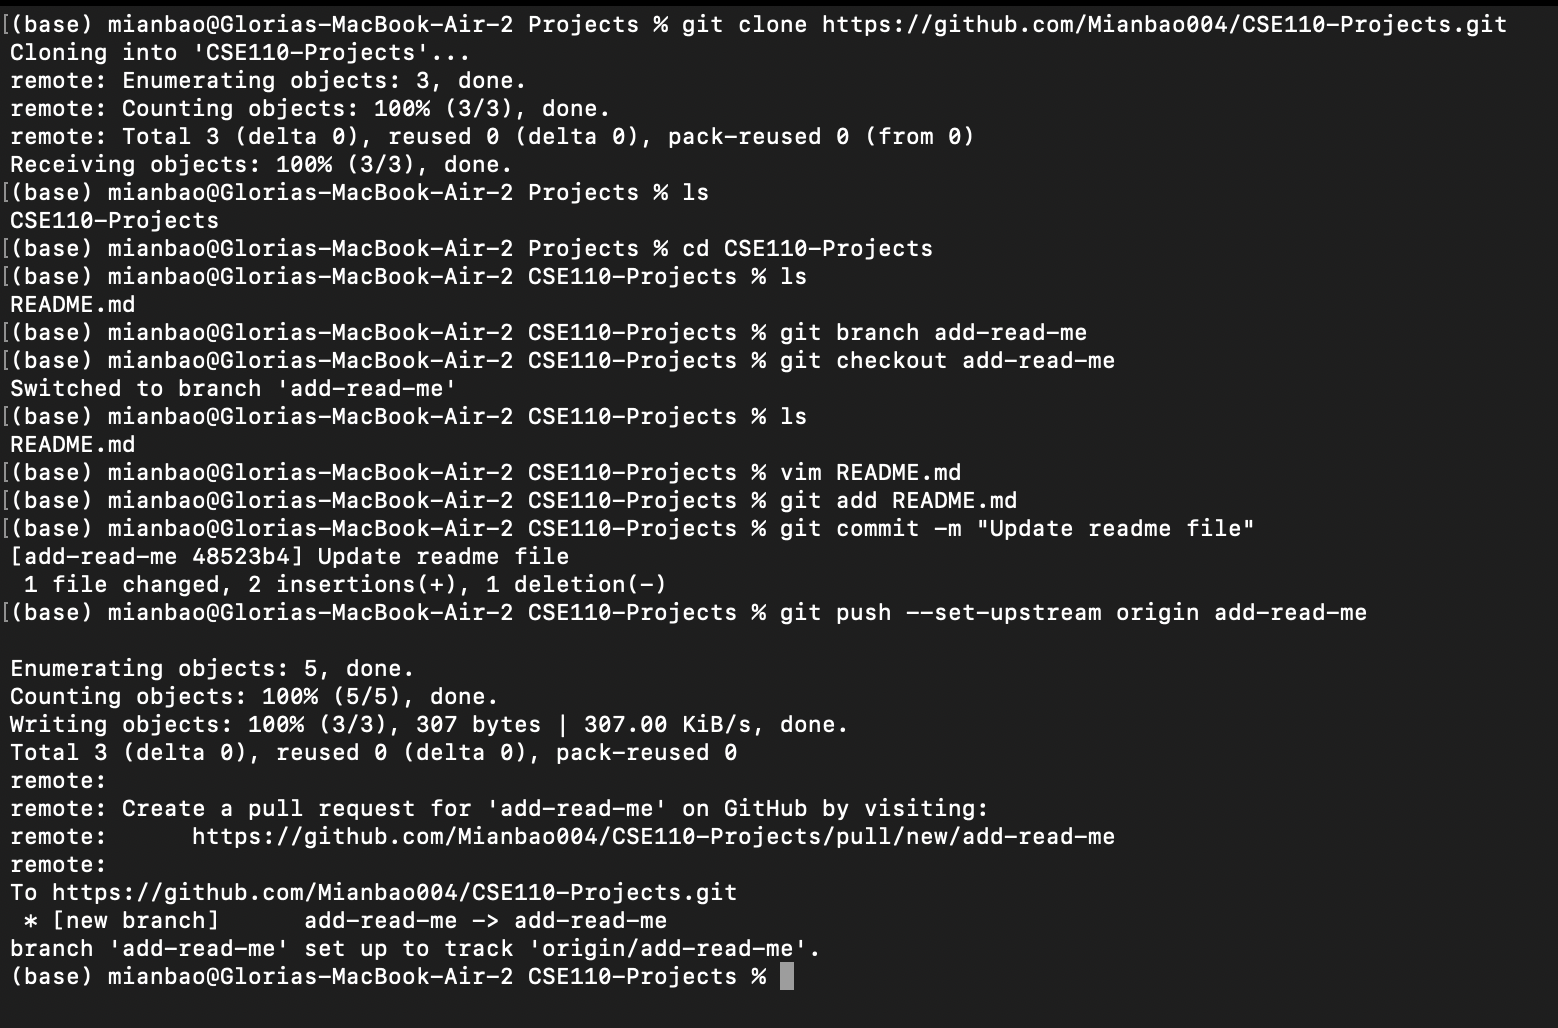 [(base) mianbao@Glorias-MacBook-Air-2 Projects % git clone https://github.com/Mianbao004/CSE110-Projects.git
Cloning into 'CSE110-Projects'...
remote: Enumerating objects: 3, done.
remote: Counting objects: 100% (3/3), done.
remote: Total 3 (delta 0), reused 0 (delta 0), pack-reused 0 (from 0)
Receiving objects: 100% (3/3), done.
[(base) mianbao@Glorias-MacBook-Air-2 Projects % ls
CSE110-Projects
[(base) mianbao@Glorias-MacBook-Air-2 Projects % cd CSE110-Projects
[(base) mianbao@Glorias-MacBook-Air-2 CSE110-Projects % ls
README.md
[(base) mianbao@Glorias-MacBook-Air-2 CSE110-Projects % git branch add-read-me
[(base) mianbao@Glorias-MacBook-Air-2 CSE110-Projects % git checkout add-read-me
Switched to branch 'add-read-me'
[(base) mianbao@Glorias-MacBook-Air-2 CSE110-Projects % ls
README.md
[(base) mianbao@Glorias-MacBook-Air-2 CSE110-Projects % vim README.md
[(base) mianbao@Glorias-MacBook-Air-2 CSE110-Projects % git add README.md
[(base) mianbao@Glorias-MacBook-Air-2 CSE110-Projects % git commit -m "Update readme file"
[add-read-me 48523b4] Update readme file
 1 file changed, 2 insertions(+), 1 deletion(-)
[(base) mianbao@Glorias-MacBook-Air-2 CSE110-Projects % git push --set-upstream origin add-read-me
Enumerating objects: 5, done.
Counting objects: 100% (5/5), done.
Writing objects: 100% (3/3), 307 bytes | 307.00 KiB/s, done.
Total 3 (delta 0), reused 0 (delta 0), pack-reused 0
remote:
remote: Create a pull request for 'add-read-me' on GitHub by visiting:
remote:      https://github.com/Mianbao004/CSE110-Projects/pull/new/add-read-me
remote:
To https://github.com/Mianbao004/CSE110-Projects.git
 * [new branch]      add-read-me -> add-read-me
branch 'add-read-me' set up to track 'origin/add-read-me'.
(base) mianbao@Glorias-MacBook-Air-2 CSE110-Projects %